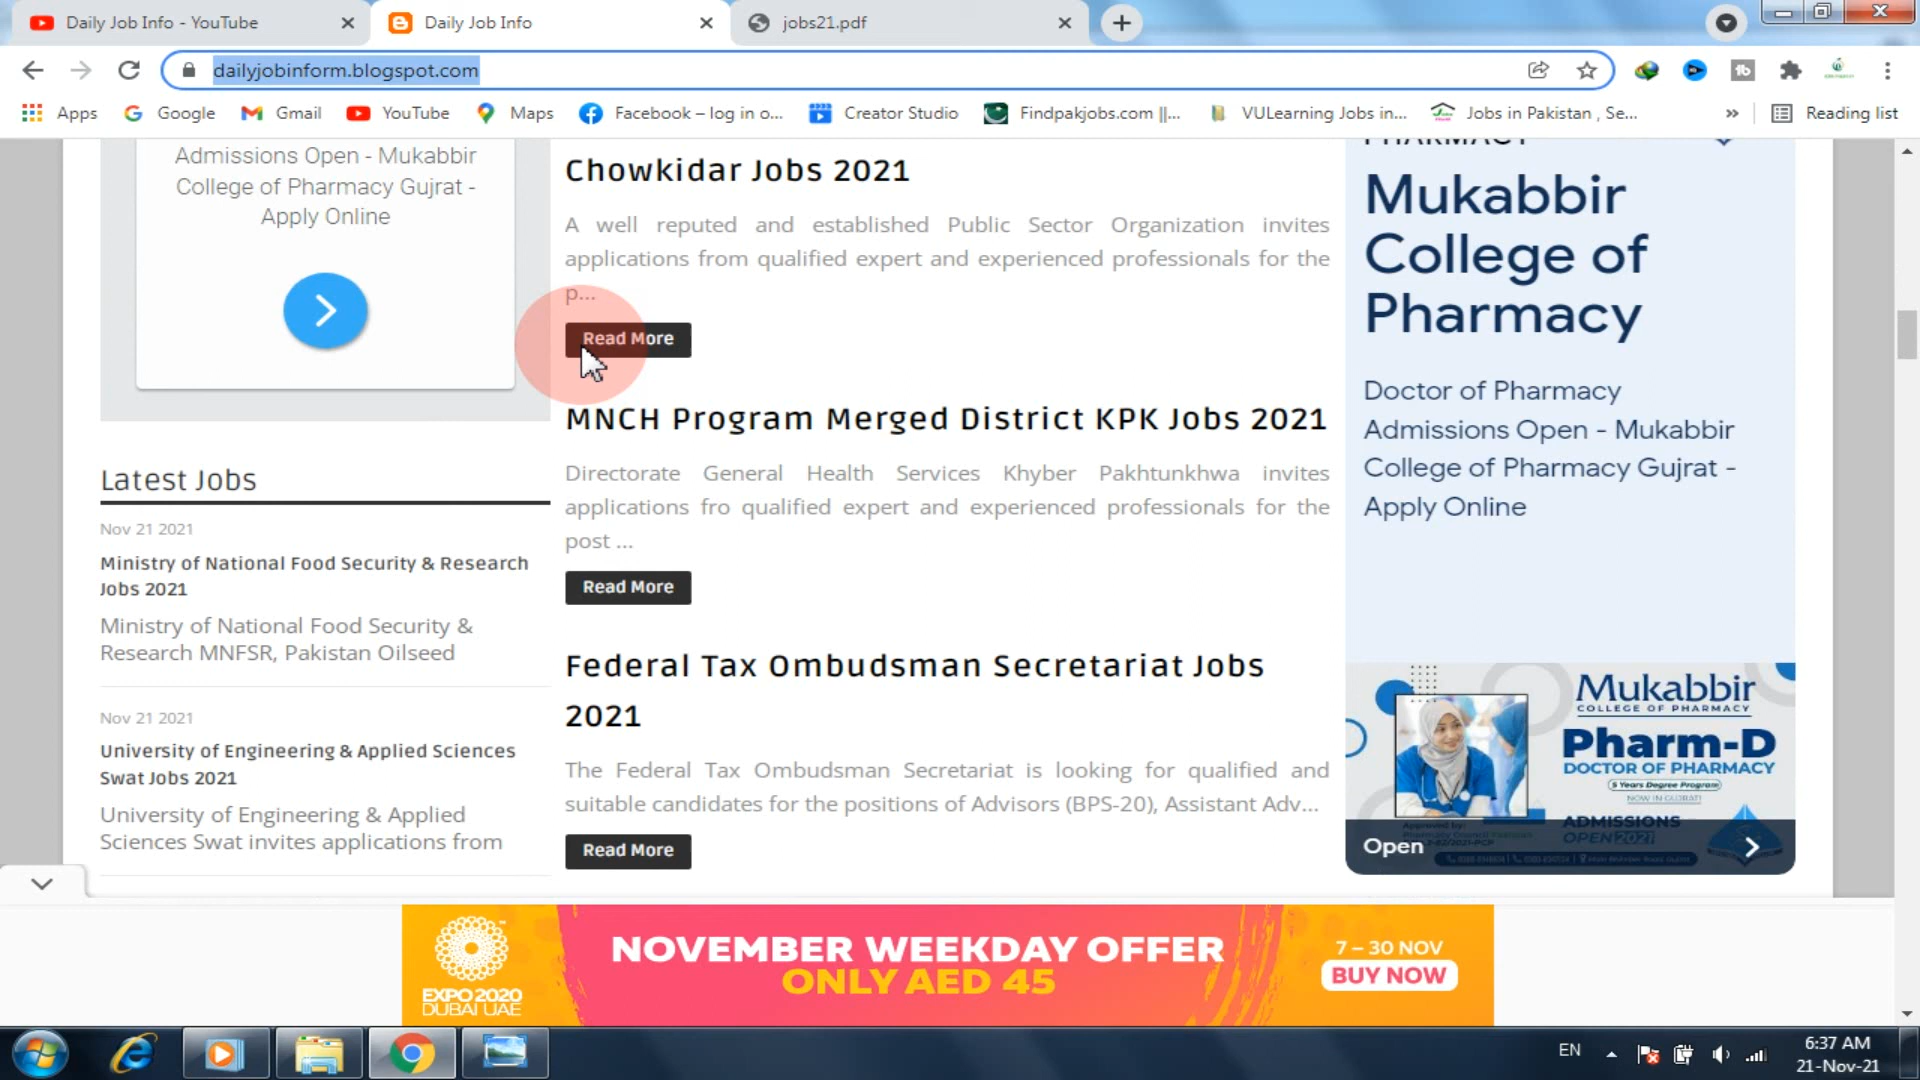 Daily Job Info - YouTube
Daily Job Info
jobs21.pdf
dailyjobinform.blogspot.com
Apps
Google
Gmail
YouTube
Maps
Facebook – log in o...
Creator Studio
Findpakjobs.com ||...
VULearning Jobs in...
Jobs in Pakistan , Se...
»
Reading list
Admissions Open - Mukabbir
College of Pharmacy Gujrat -
Apply Online
Latest Jobs
Nov 21 2021
Ministry of National Food Security & Research
Jobs 2021
Ministry of National Food Security &
Research MNFSR, Pakistan Oilseed
Nov 21 2021
University of Engineering & Applied Sciences
Swat Jobs 2021
University of Engineering & Applied
Sciences Swat invites applications from
Chowkidar Jobs 2021
A well reputed and established Public Sector Organization invites
applications from qualified expert and experienced professionals for the
p...
Read More
MNCH Program Merged District KPK Jobs 2021
Directorate General Health Services Khyber Pakhtunkhwa invites
applications fro qualified expert and experienced professionals for the
post ...
Read More
Federal Tax Ombudsman Secretariat Jobs
2021
The Federal Tax Ombudsman Secretariat is looking for qualified and
suitable candidates for the positions of Advisors (BPS-20), Assistant Adv...
Read More
PHARMACY
Mukabbir
College of
Pharmacy
Doctor of Pharmacy
Admissions Open - Mukabbir
College of Pharmacy Gujrat -
Apply Online
Mukabbir
COLLEGE OF PHARMACY
Pharm-D
DOCTOR OF PHARMACY
5 Years Degree Program
NOW IN GUJRAT!
ADMISSIONS
OPEN 2021
Open
EXPO 2020
DUBAI UAE
NOVEMBER WEEKDAY OFFER
ONLY AED 45
7 – 30 NOV
BUY NOW
EN
6:37 AM
21-Nov-21